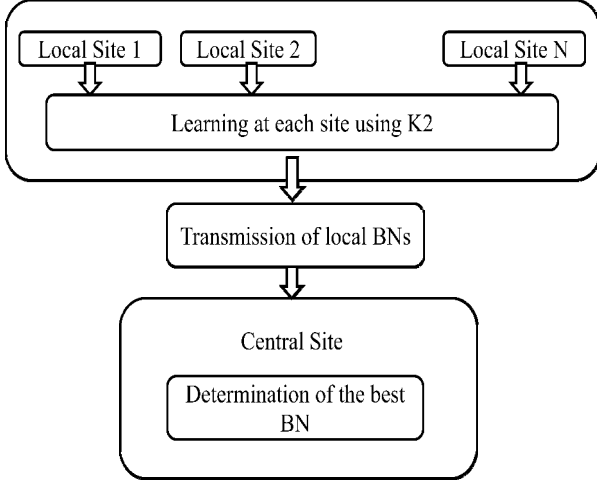 Local Site 1
Local Site 2
Local Site N
Learning at each site using K2
Transmission of local BNs
Central Site
Determination of the best
BN